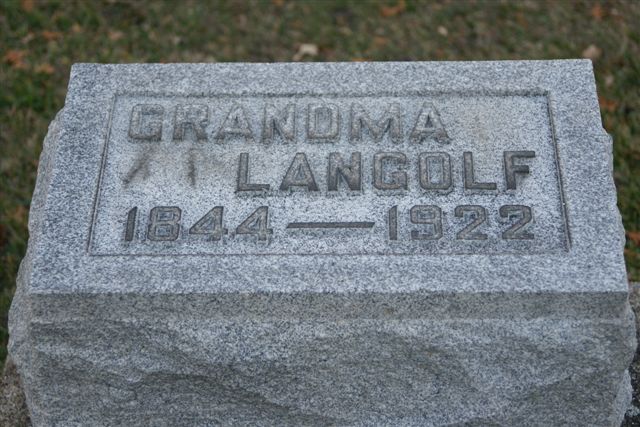 GRANDMA
LANGOLF
1844 — 1922